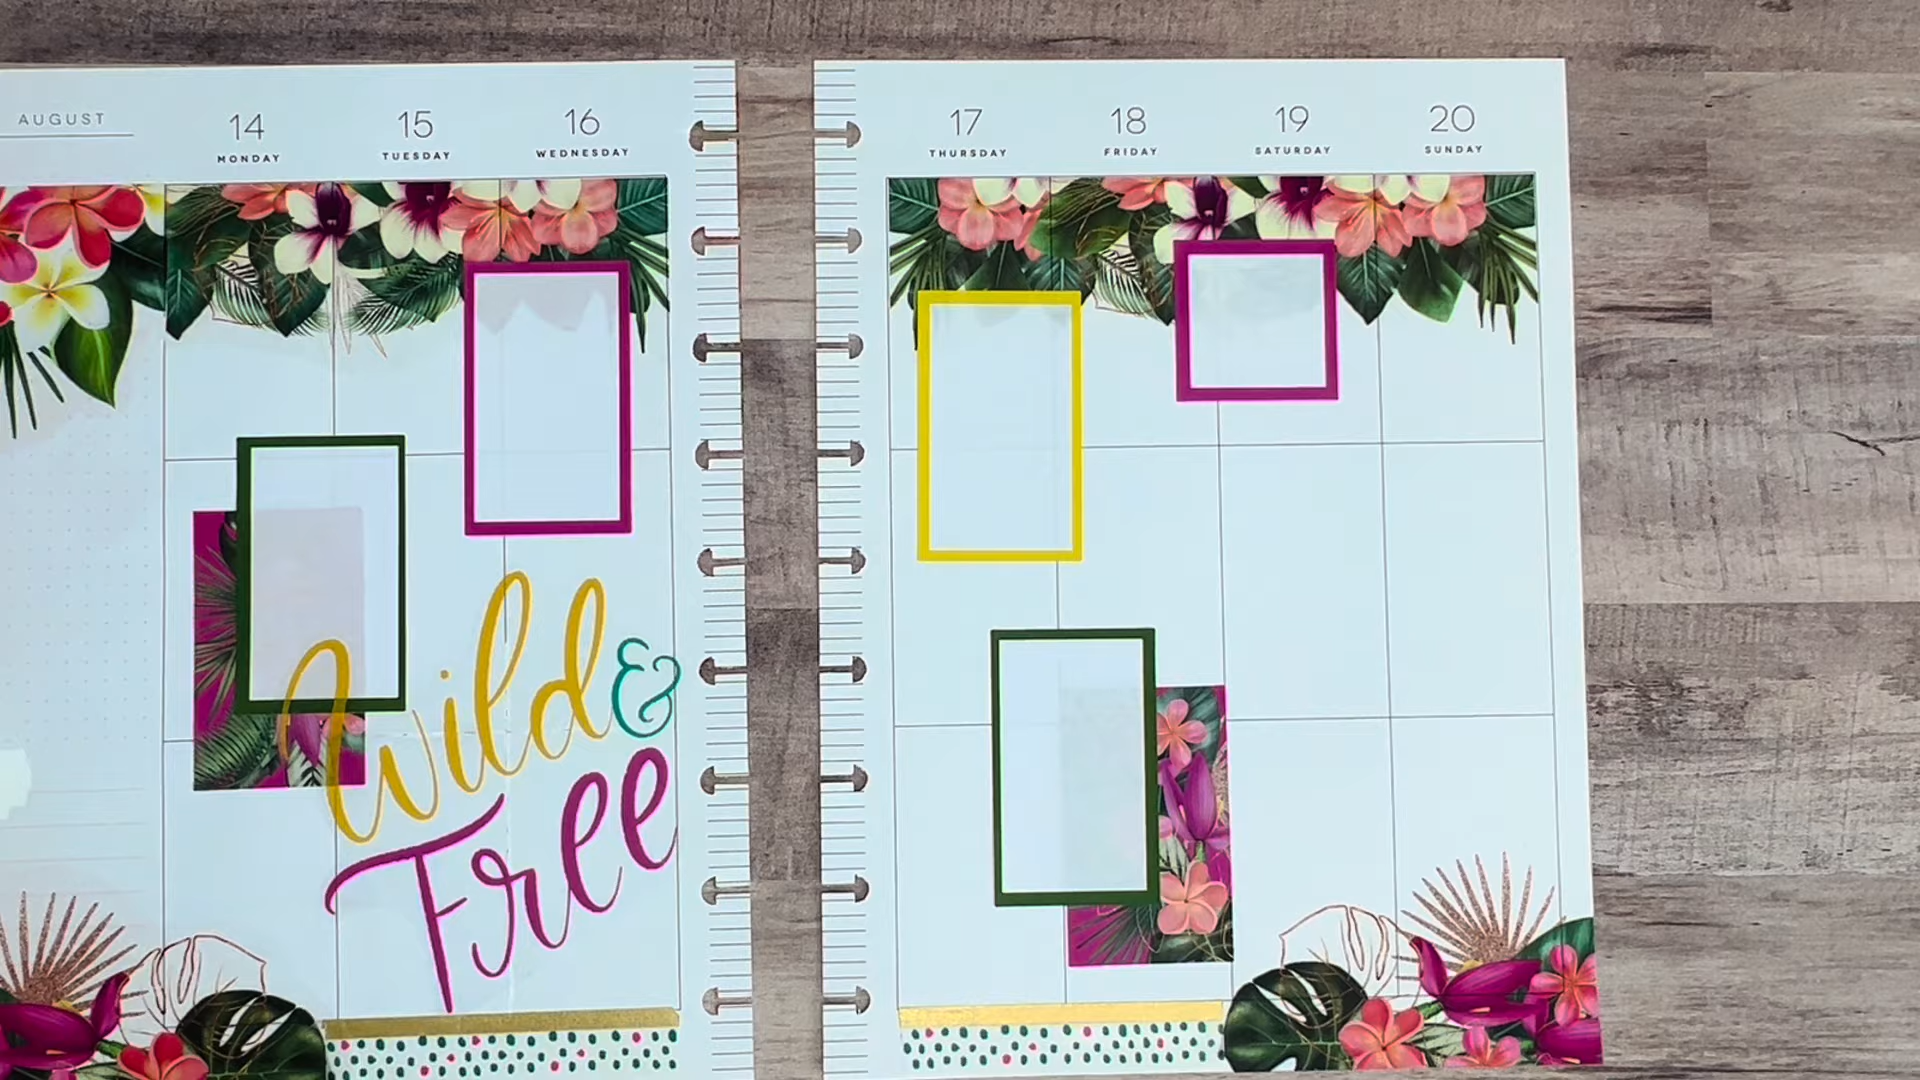 AUGUST
14 15 16 17 18 19 20
MONDAY TUESDAY WEDNESDAY THURSDAY FRIDAY SATURDAY SUNDAY
Wild &
Free